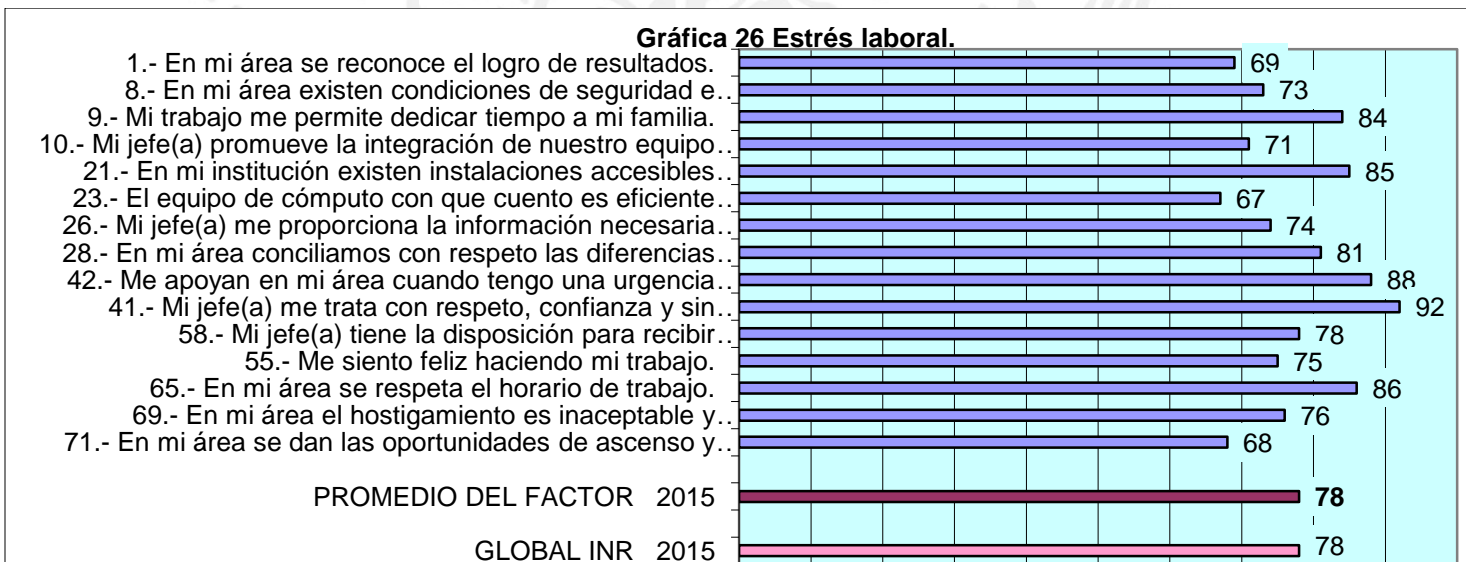 Gráfica 26 Estrés laboral.
1.- En mi área se reconoce el logro de resultados. 69
8.- En mi área existen condiciones de seguridad e.. 73
9.- Mi trabajo me permite dedicar tiempo a mi familia. 84
10.- Mi jefe(a) promueve la integración de nuestro equipo.. 71
21.- En mi institución existen instalaciones accesibles.. 85
23.- El equipo de cómputo con que cuento es eficiente.. 67
26.- Mi jefe(a) me proporciona la información necesaria.. 74
28.- En mi área conciliamos con respeto las diferencias.. 81
42.- Me apoyan en mi área cuando tengo una urgencia.. 88
41.- Mi jefe(a) me trata con respeto, confianza y sin.. 92
58.- Mi jefe(a) tiene la disposición para recibir.. 78
55.- Me siento feliz haciendo mi trabajo. 75
65.- En mi área se respeta el horario de trabajo. 86
69.- En mi área el hostigamiento es inaceptable y.. 76
71.- En mi área se dan las oportunidades de ascenso y.. 68
PROMEDIO DEL FACTOR 2015 78
GLOBAL INR 2015 78